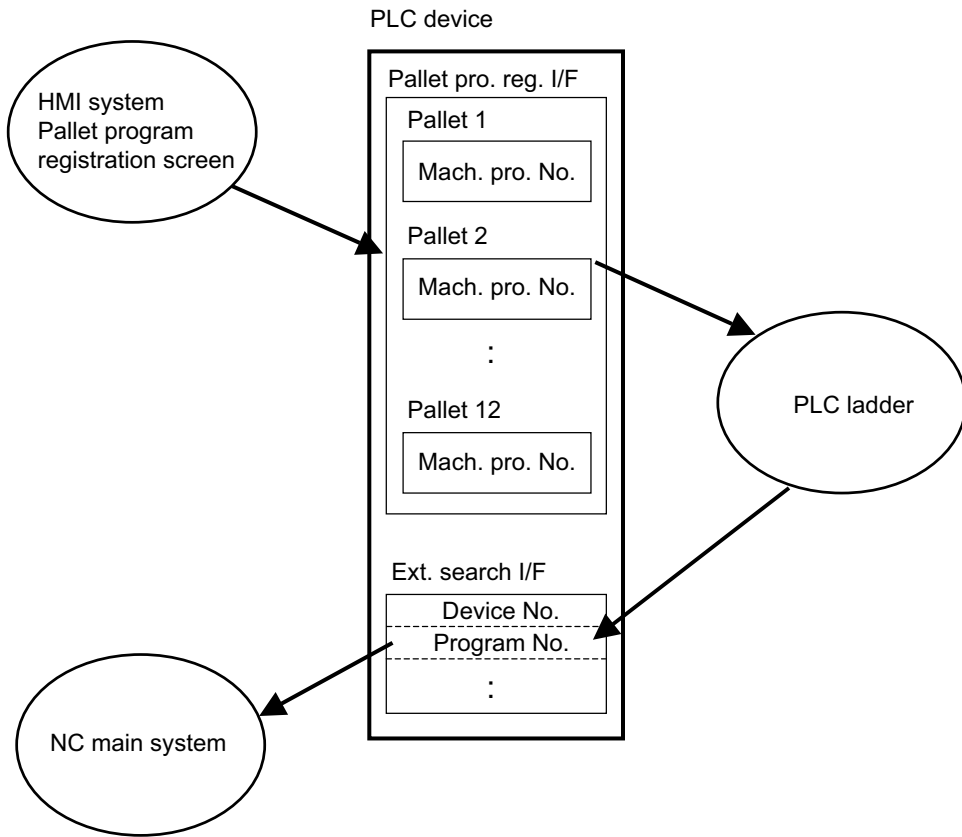 PLC device
HMI system
Pallet program
registration screen
Pallet pro. reg. I/F
Pallet 1
Mach. pro. No.
Pallet 2
Mach. pro. No.
:
Pallet 12
Mach. pro. No.
PLC ladder
Ext. search I/F
Device No.
Program No.
:
NC main system